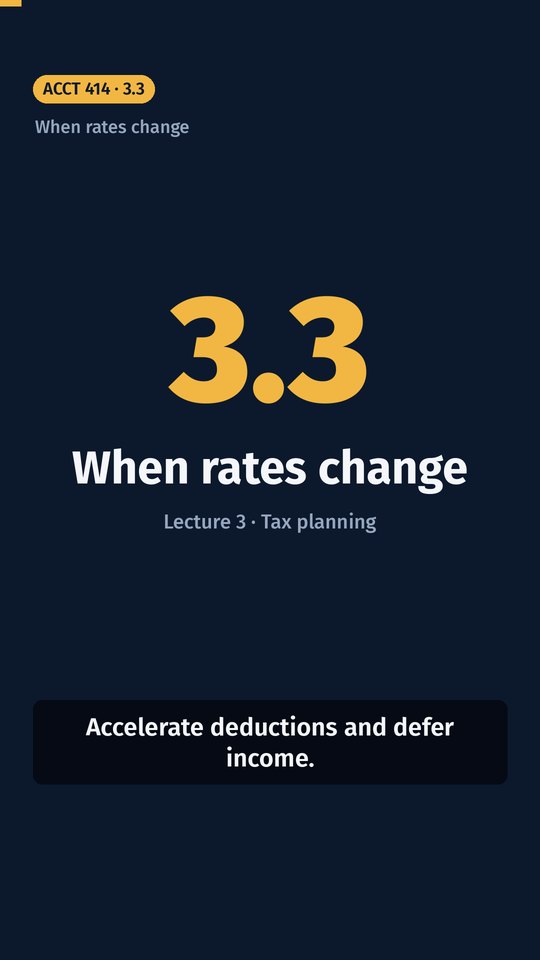 ACCT 414 · 3.3
When rates change
3.3
When rates change
Lecture 3 · Tax planning
Accelerate deductions and defer
income.